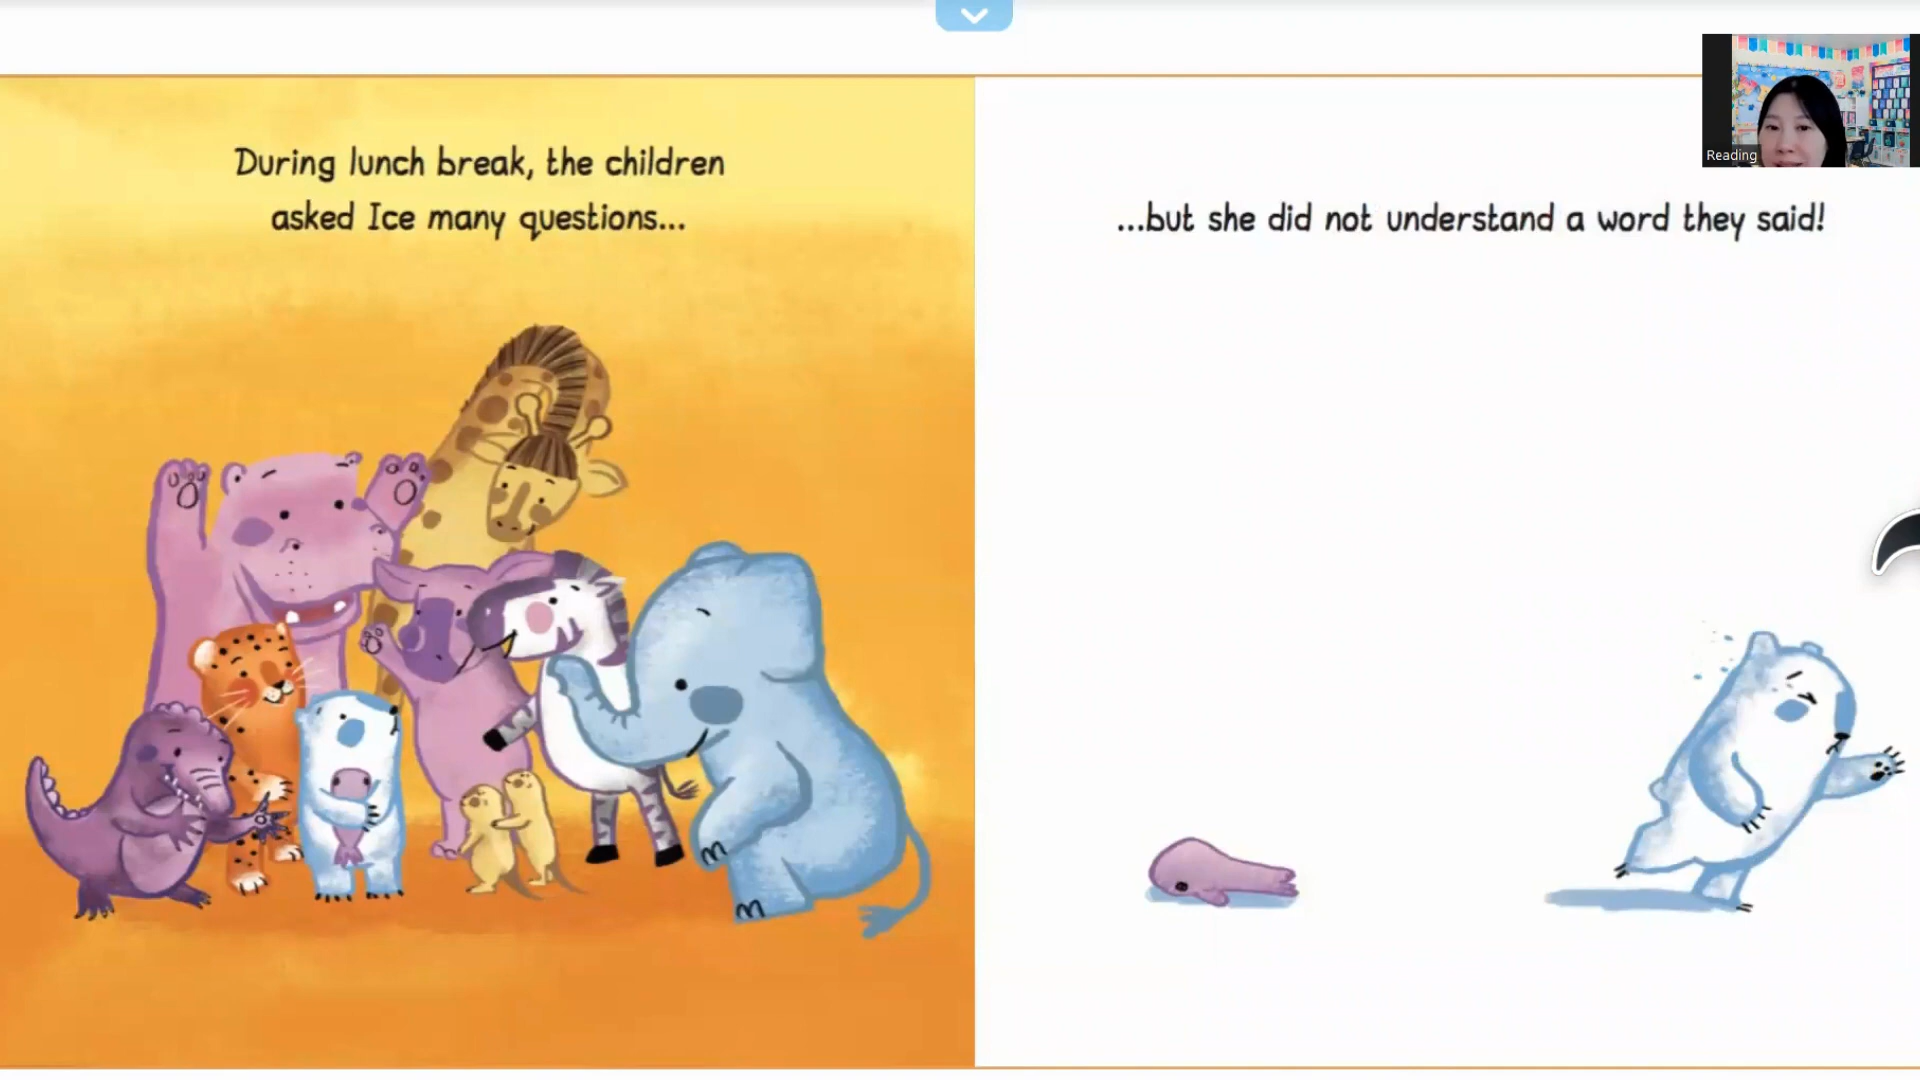 During lunch break, the children
asked Ice many questions...
...but she did not understand a word they said!
Reading